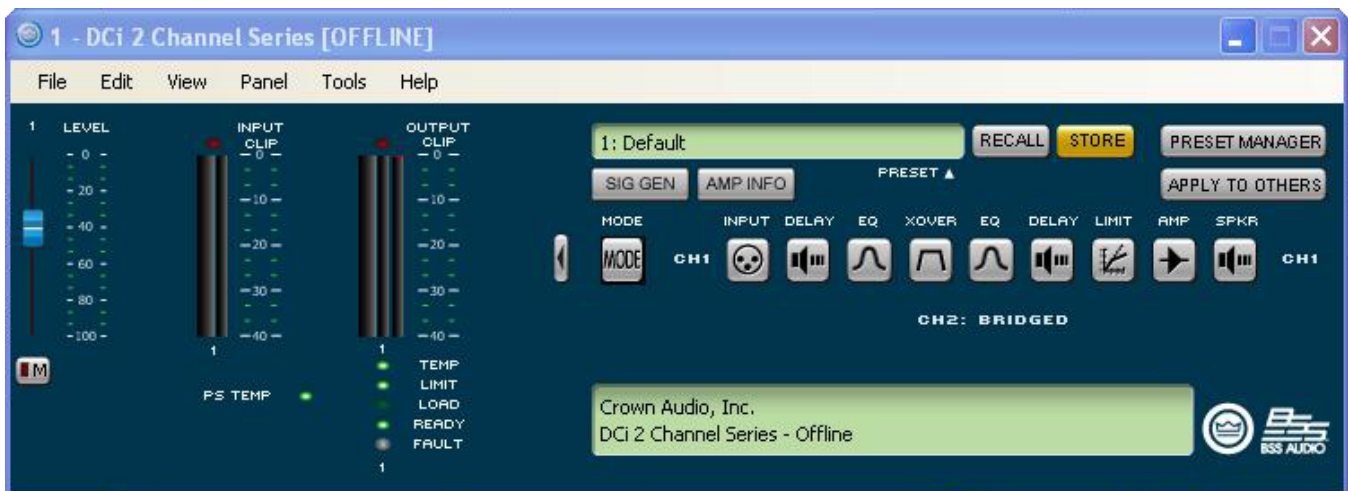 1 - DCi 2 Channel Series [OFFLINE]
File Edit View Panel Tools Help
1 LEVEL
- 0 -
- 20 -
- 40 -
- 60 -
- 80 -
-100 -
M
INPUT
CLIP
-0-
-10-
-20-
-30-
-40-
1
PS TEMP
OUTPUT
CLIP
-0-
-10-
-20-
-30-
-40-
1
TEMP
LIMIT
LOAD
READY
FAULT
1
1: Default
RECALL STORE PRESET MANAGER
SIG GEN AMP INFO PRESET ▲ APPLY TO OTHERS
MODE INPUT DELAY EQ XOVER EQ DELAY LIMIT AMP SPKR
MODE CH1 CH1
CH2: BRIDGED
Crown Audio, Inc.
DCi 2 Channel Series - Offline
BSS
BSS AUDIO